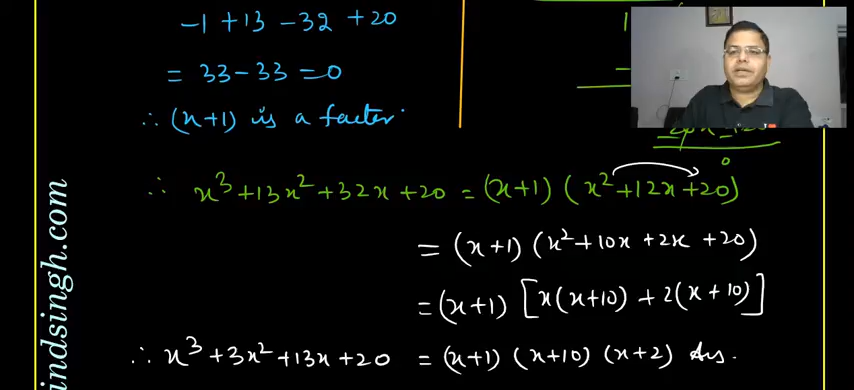 -1 + 13 - 32 + 20
= 33 - 33 = 0
∴ (x+1) is a factor.
∴ x³ + 13x² + 32x + 20 = (x+1) (x² + 12x + 20)
= (x+1) (x² + 10x + 2x + 20)
= (x+1) [x(x+10) + 2(x+10)]
∴ x³ + 3x² + 13x + 20 = (x+1) (x+10) (x+2) Ans.
0
indsingh.com